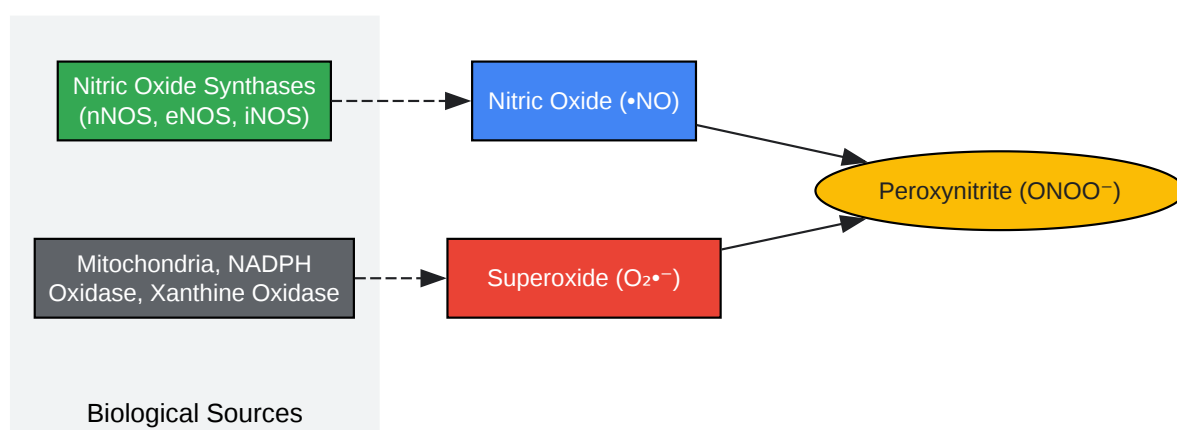 Nitric Oxide Synthases
(nNOS, eNOS, iNOS)
Nitric Oxide (•NO)
Peroxynitrite (ONOO⁻)
Mitochondria, NADPH
Oxidase, Xanthine Oxidase
Superoxide (O₂•⁻)
Biological Sources